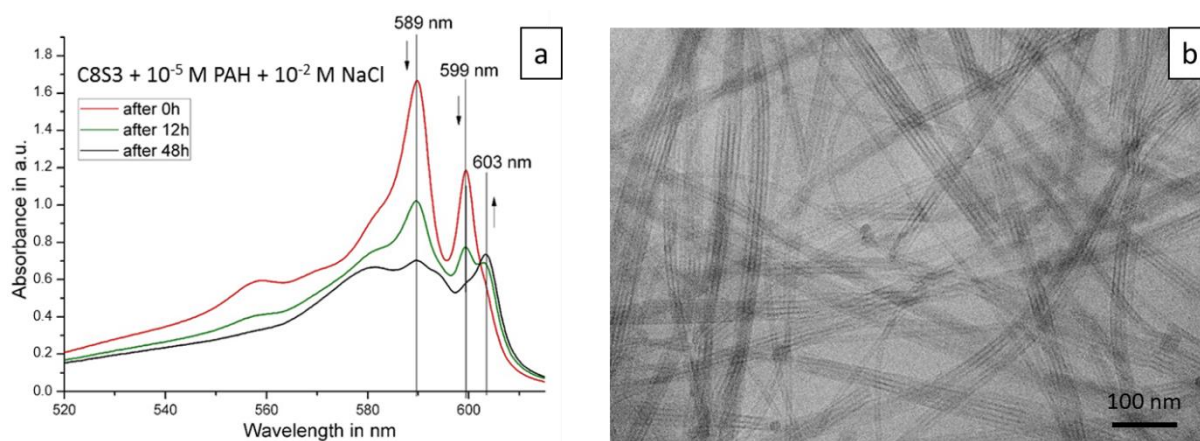 589 nm
a
599 nm
C8S3 + 10⁻⁵ M PAH + 10⁻² M NaCl
after 0h
after 12h
after 48h
603 nm
Absorbance in a.u.
1.8
1.6
1.4
1.2
1.0
0.8
0.6
0.4
0.2
0.0
520
540
560
580
600
Wavelength in nm
b
100 nm